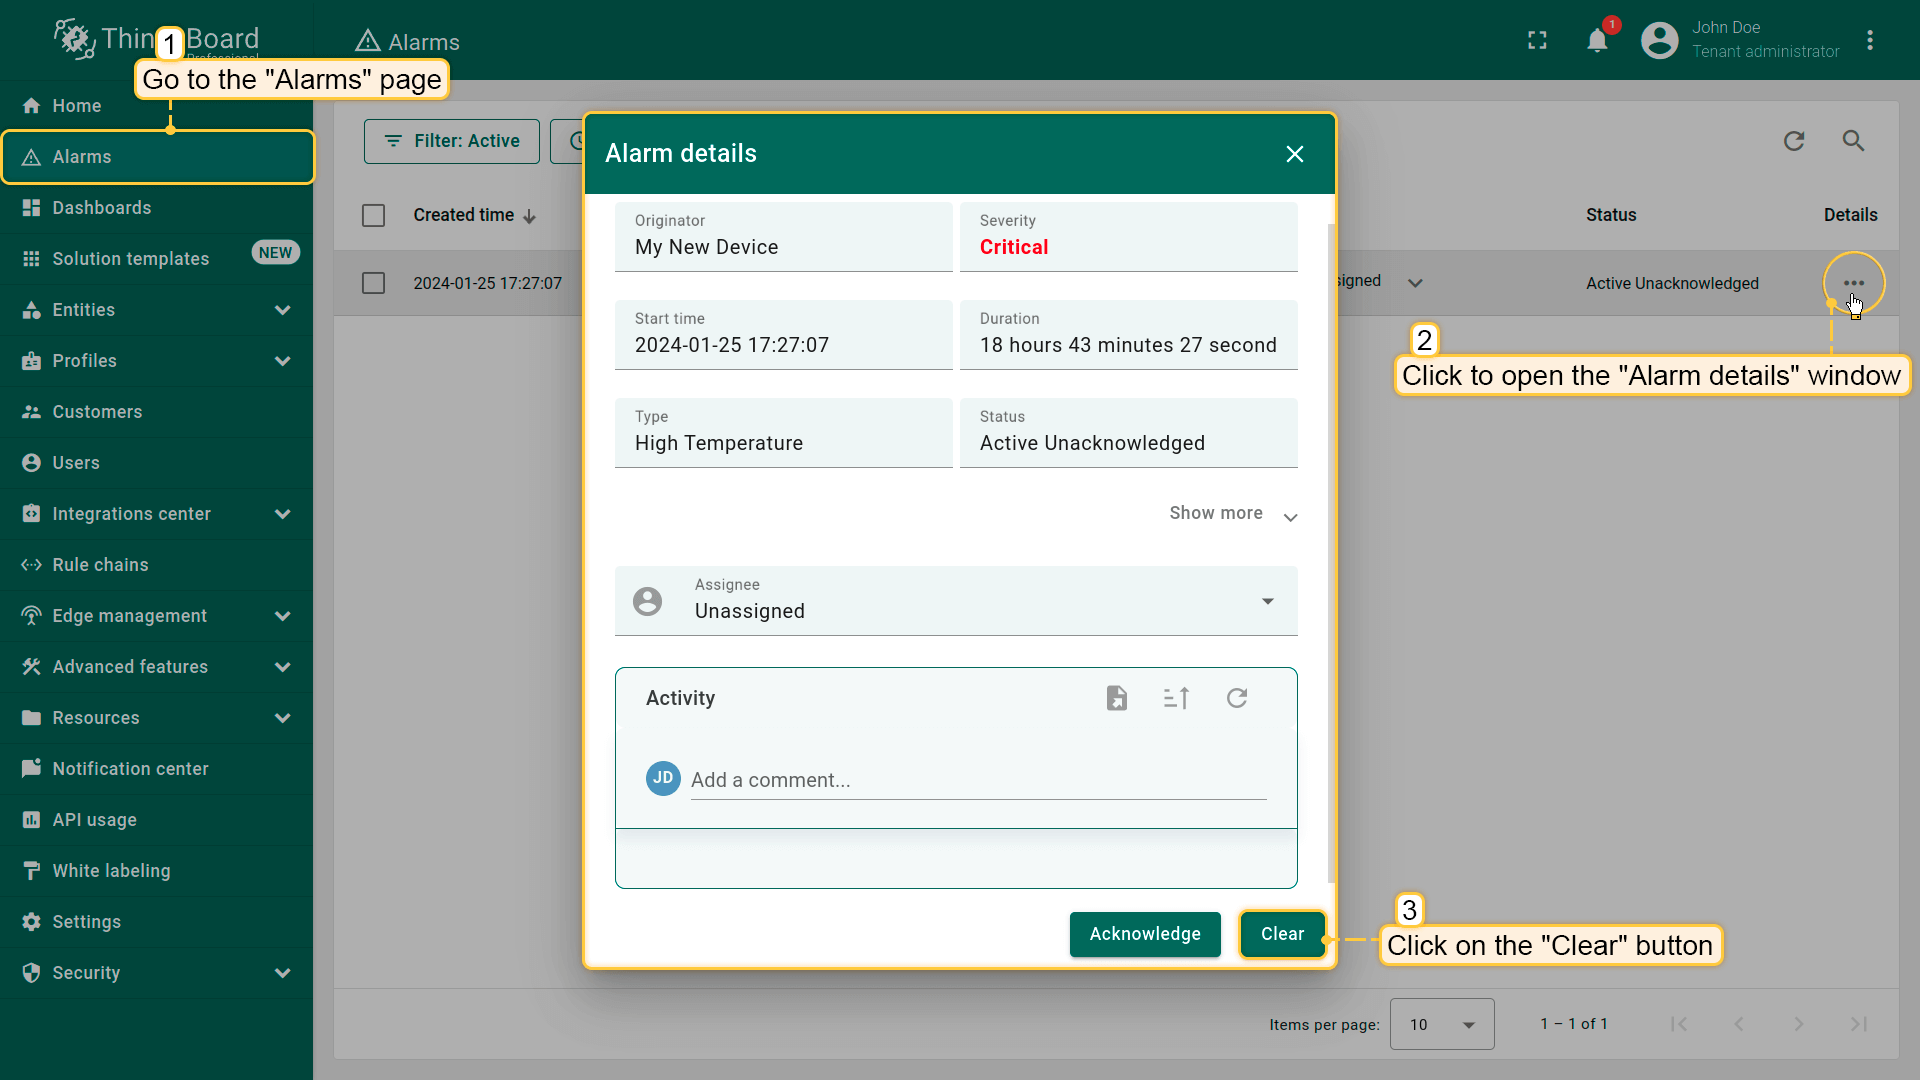 Board
Professional
1
Go to the "Alarms" page
Alarms
1
John Doe
Tenant administrator
Home
Alarms
Dashboards
Solution templates
NEW
Entities
Profiles
Customers
Users
Integrations center
Rule chains
Edge management
Advanced features
Resources
Notification center
API usage
White labeling
Settings
Security
Filter: Active
Created time
Status
Details
2024-01-25 17:27:07
Active Unacknowledged
2
Click to open the "Alarm details" window
Alarm details
Originator
My New Device
Severity
Critical
Start time
2024-01-25 17:27:07
Duration
18 hours 43 minutes 27 second
Type
High Temperature
Status
Active Unacknowledged
Show more
Assignee
Unassigned
Activity
JD
Add a comment...
Acknowledge
Clear
3
Click on the "Clear" button
Items per page:
10
1 – 1 of 1